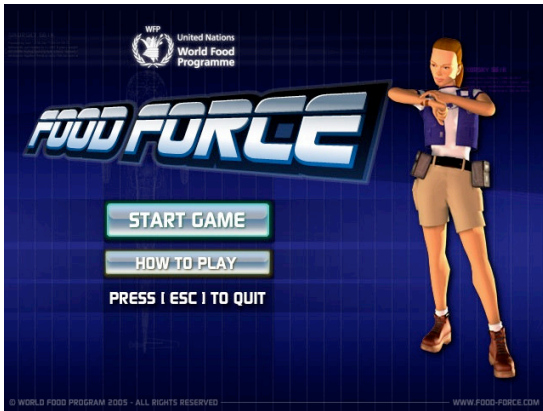 WFP
United Nations
World Food
Programme
FOOD FORCE
START GAME
HOW TO PLAY
PRESS [ ESC ] TO QUIT
© WORLD FOOD PROGRAM 2005 - ALL RIGHTS RESERVED
WWW.FOOD-FORCE.COM